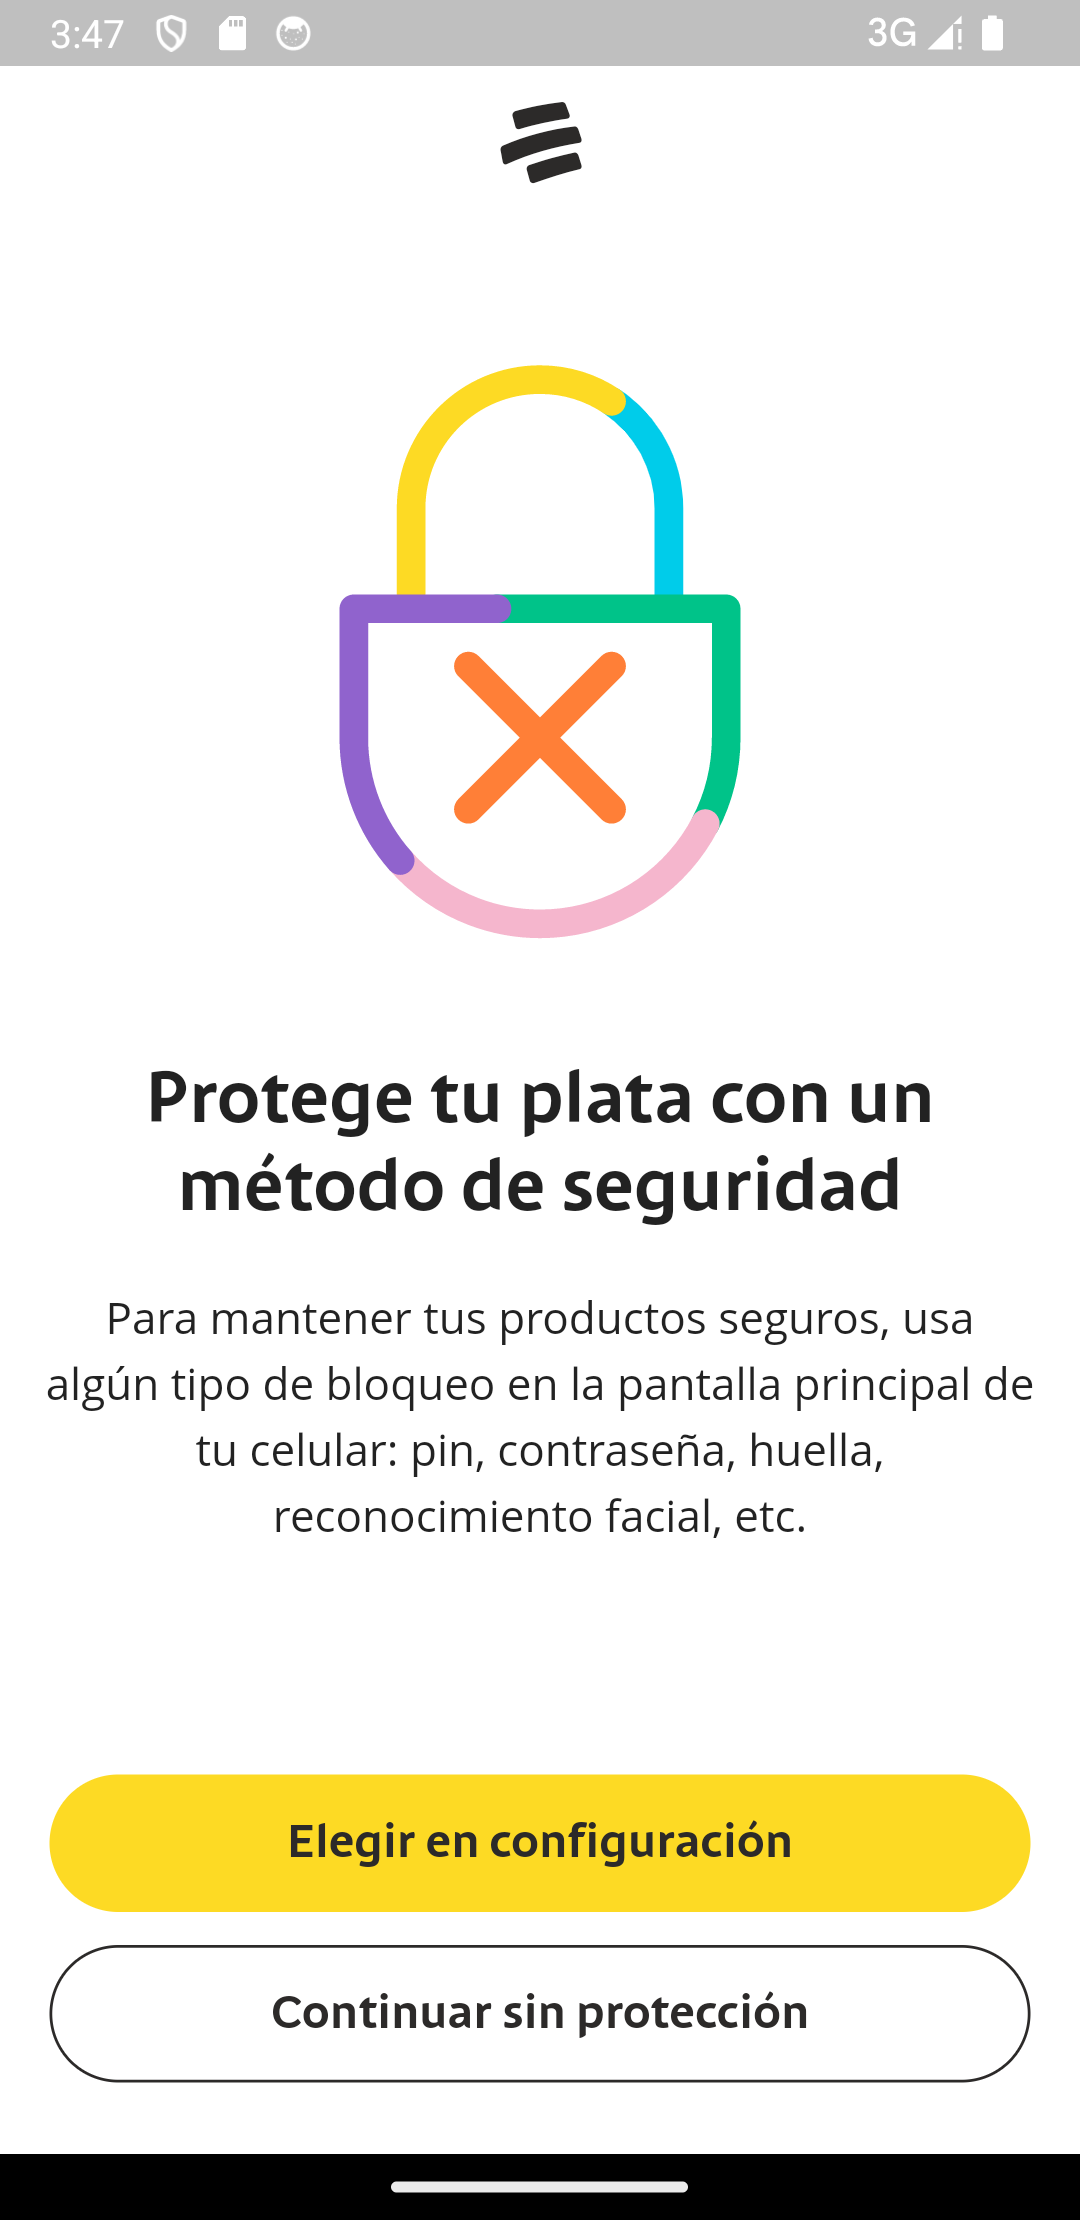 3:47
3G
Protege tu plata con un
método de seguridad
Para mantener tus productos seguros, usa
algún tipo de bloqueo en la pantalla principal de
tu celular: pin, contraseña, huella,
reconocimiento facial, etc.
Elegir en configuración
Continuar sin protección